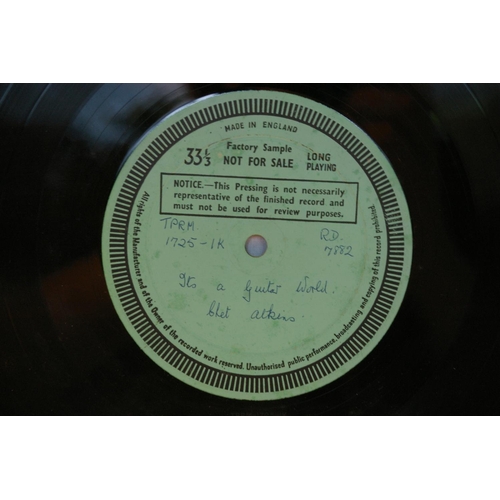 MADE IN ENGLAND
Factory Sample
33⅓ NOT FOR SALE LONG PLAYING
NOTICE.—This Pressing is not necessarily
representative of the finished record and
must not be used for review purposes.
TPRM
1725-1K
RD.
7882
Its a Guitar World.
Chet Atkins.
All rights of the Manufacturer and of the Owner of the recorded work reserved. Unauthorised public performance, broadcasting and copying of this record prohibited.